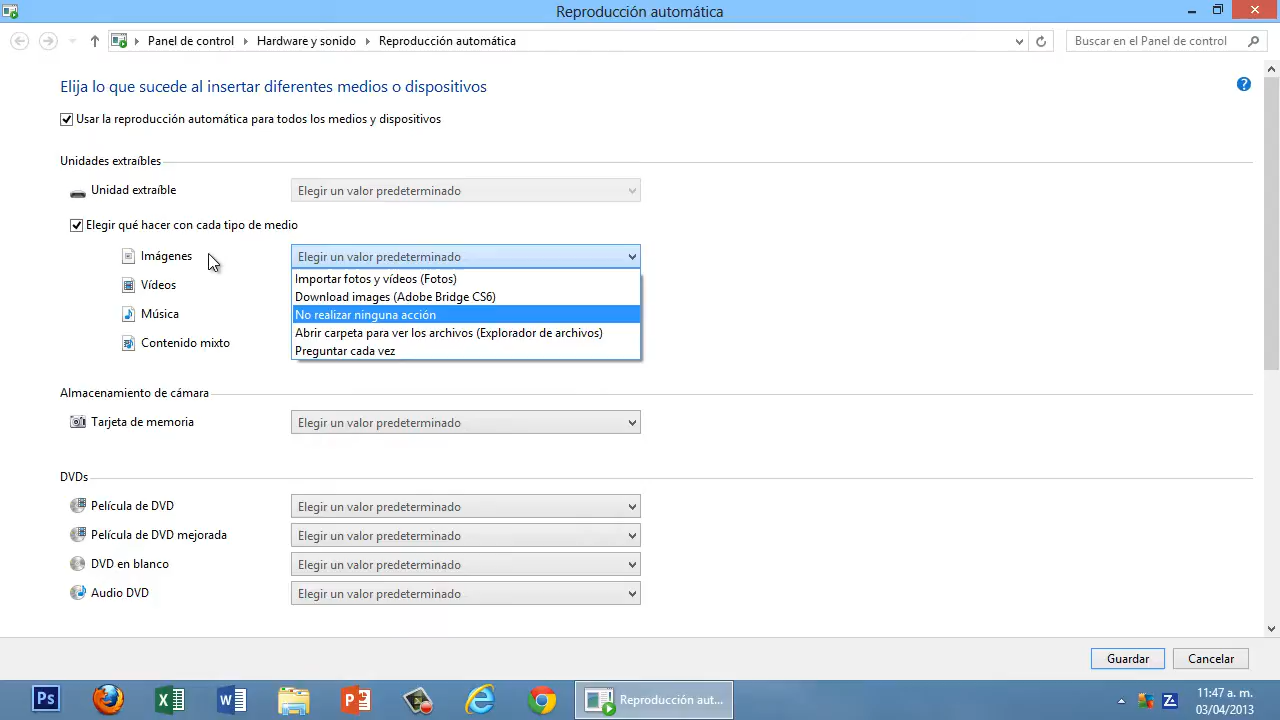 Reproducción automática
Panel de control
Hardware y sonido
Reproducción automática
Buscar en el Panel de control
Elija lo que sucede al insertar diferentes medios o dispositivos
Usar la reproducción automática para todos los medios y dispositivos
Unidades extraíbles
Unidad extraíble
Elegir un valor predeterminado
Elegir qué hacer con cada tipo de medio
Imágenes
Elegir un valor predeterminado
Importar fotos y vídeos (Fotos)
Download images (Adobe Bridge CS6)
No realizar ninguna acción
Abrir carpeta para ver los archivos (Explorador de archivos)
Preguntar cada vez
Vídeos
Música
Contenido mixto
Almacenamiento de cámara
Tarjeta de memoria
Elegir un valor predeterminado
DVDs
Película de DVD
Elegir un valor predeterminado
Película de DVD mejorada
Elegir un valor predeterminado
DVD en blanco
Elegir un valor predeterminado
Audio DVD
Elegir un valor predeterminado
Guardar
Cancelar
Ps
Reproducción aut...
11:47 a. m.
03/04/2013